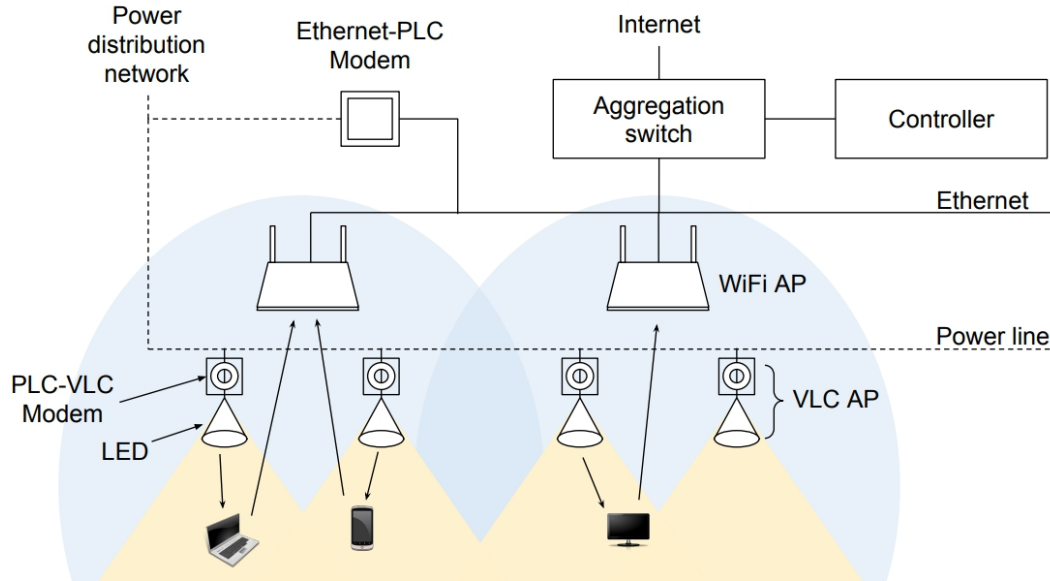 Power
distribution
network
Ethernet-PLC
Modem
Internet
Aggregation
switch
Controller
Ethernet
WiFi AP
Power line
PLC-VLC
Modem
VLC AP
LED